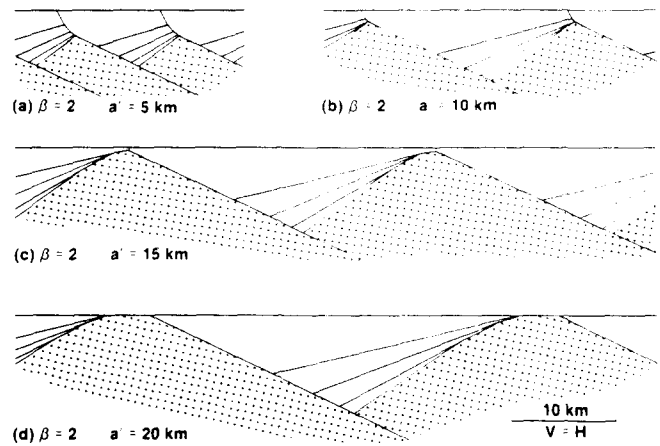 (a) β = 2 a' = 5 km
(b) β = 2 a = 10 km
(c) β = 2 a' = 15 km
(d) β = 2 a' = 20 km
10 km
V = H